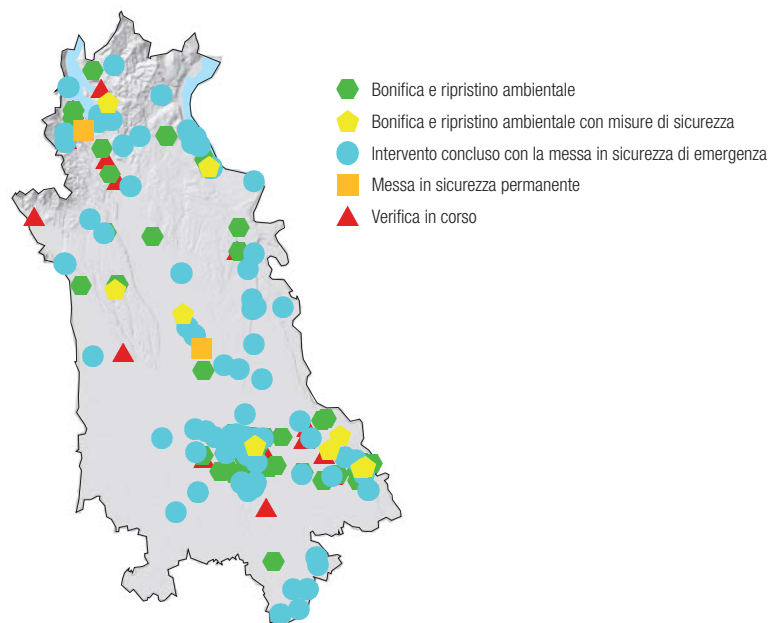 Bonifica e ripristino ambientale
Bonifica e ripristino ambientale con misure di sicurezza
Intervento concluso con la messa in sicurezza di emergenza
Messa in sicurezza permanente
Verifica in corso